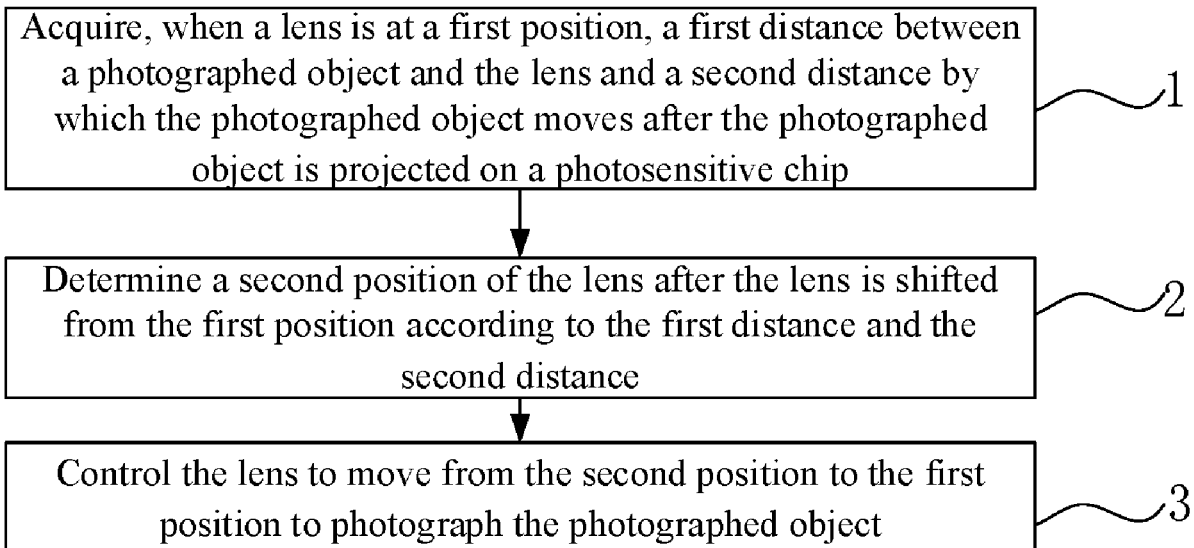 Acquire, when a lens is at a first position, a first distance between
a photographed object and the lens and a second distance by
which the photographed object moves after the photographed
object is projected on a photosensitive chip
1
Determine a second position of the lens after the lens is shifted
from the first position according to the first distance and the
second distance
2
Control the lens to move from the second position to the first
position to photograph the photographed object
3